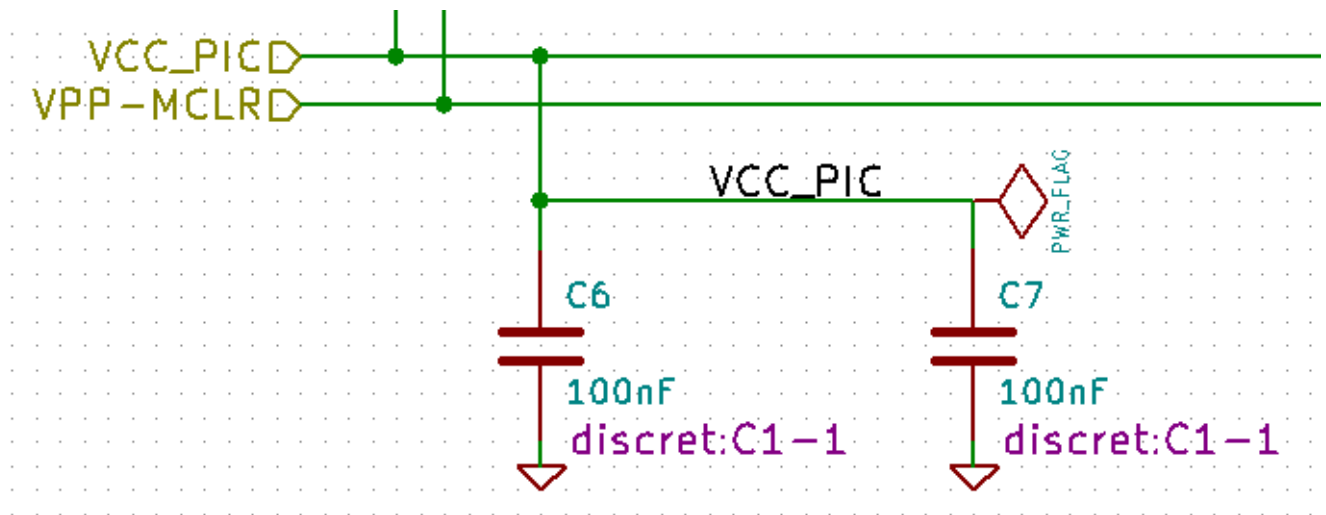 VCC_PIC
VPP-MCLR
VCC_PIC
PWR_FLAG
C6
C7
100nF
100nF
discret:C1-1
discret:C1-1